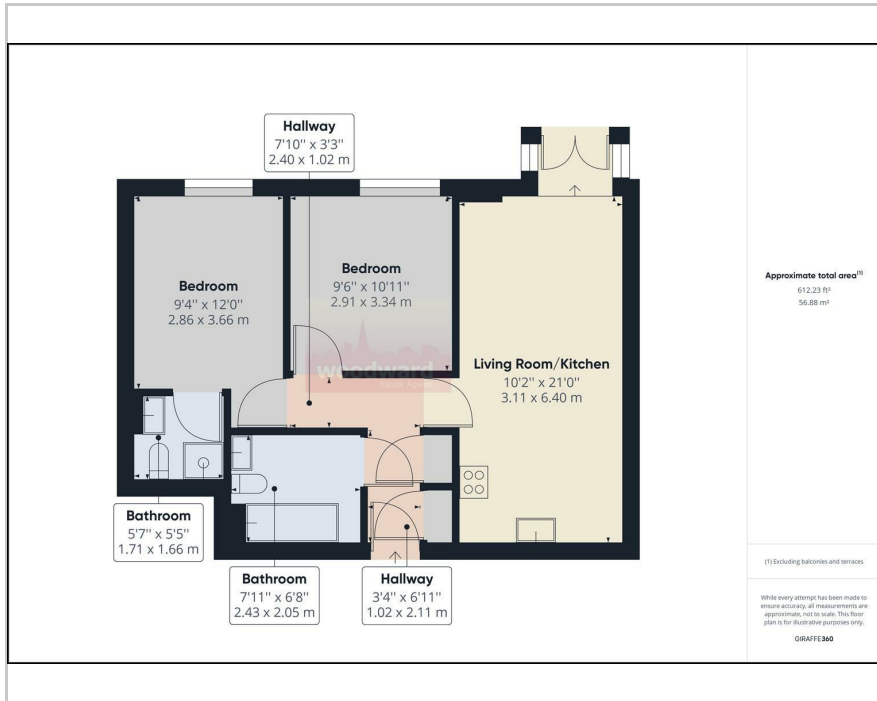 Hallway
7'10" x 3'3"
2.40 x 1.02 m
Bedroom
9'4" x 12'0"
2.86 x 3.66 m
Bedroom
9'6" x 10'11"
2.91 x 3.34 m
woodward
Estate Agents
Living Room/Kitchen
10'2" x 21'0"
3.11 x 6.40 m
Bathroom
5'7" x 5'5"
1.71 x 1.66 m
Bathroom
7'11" x 6'8"
2.43 x 2.05 m
Hallway
3'4" x 6'11"
1.02 x 2.11 m
Approximate total area⁽¹⁾
612.23 ft²
56.88 m²
(1) Excluding balconies and terraces
While every attempt has been made to
ensure accuracy, all measurements are
approximate, not to scale. This floor
plan is for illustrative purposes only.
GIRAFFE360